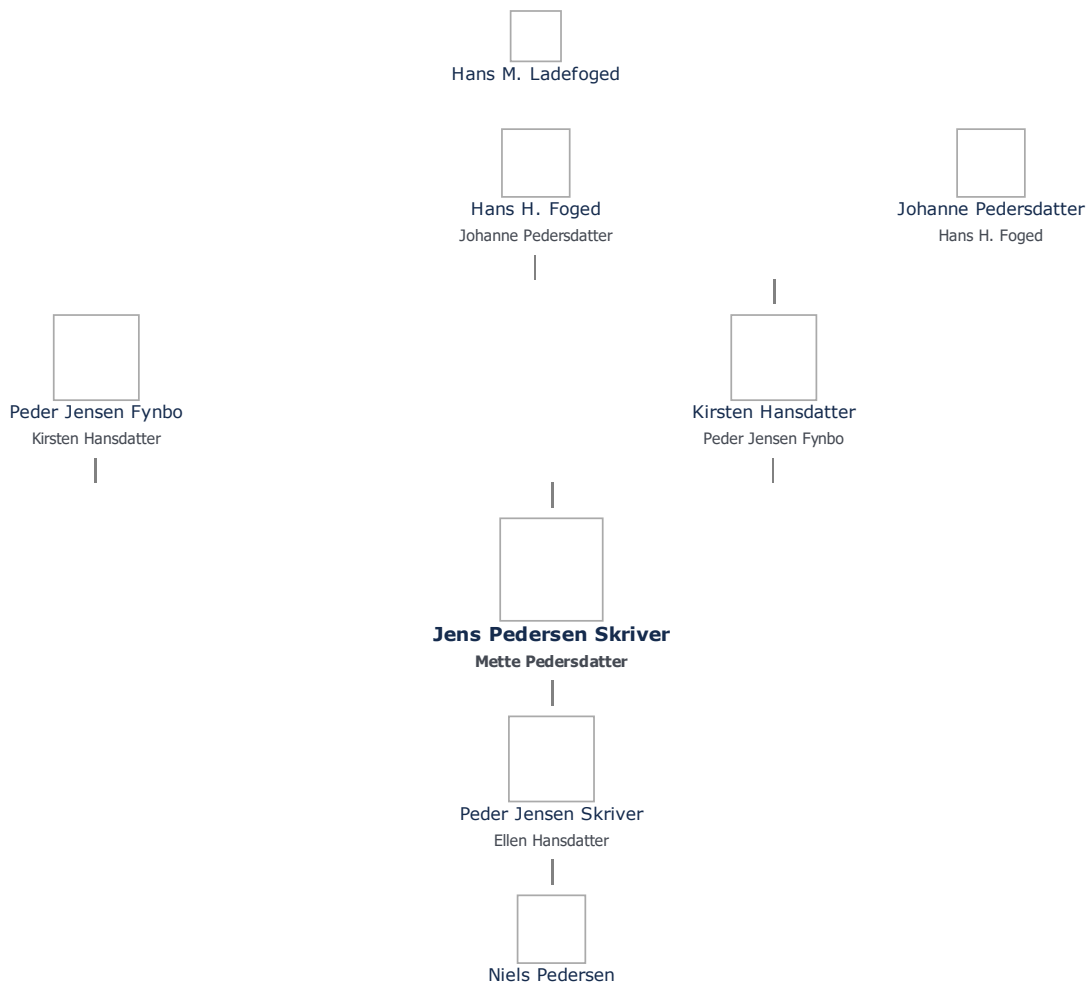 Hans M. Ladefoged
Hans H. Foged
Johanne Pedersdatter
Johanne Pedersdatter
Hans H. Foged
Peder Jensen Fynbo
Kirsten Hansdatter
Kirsten Hansdatter
Peder Jensen Fynbo
Jens Pedersen Skriver
Mette Pedersdatter
Peder Jensen Skriver
Ellen Hansdatter
Niels Pedersen